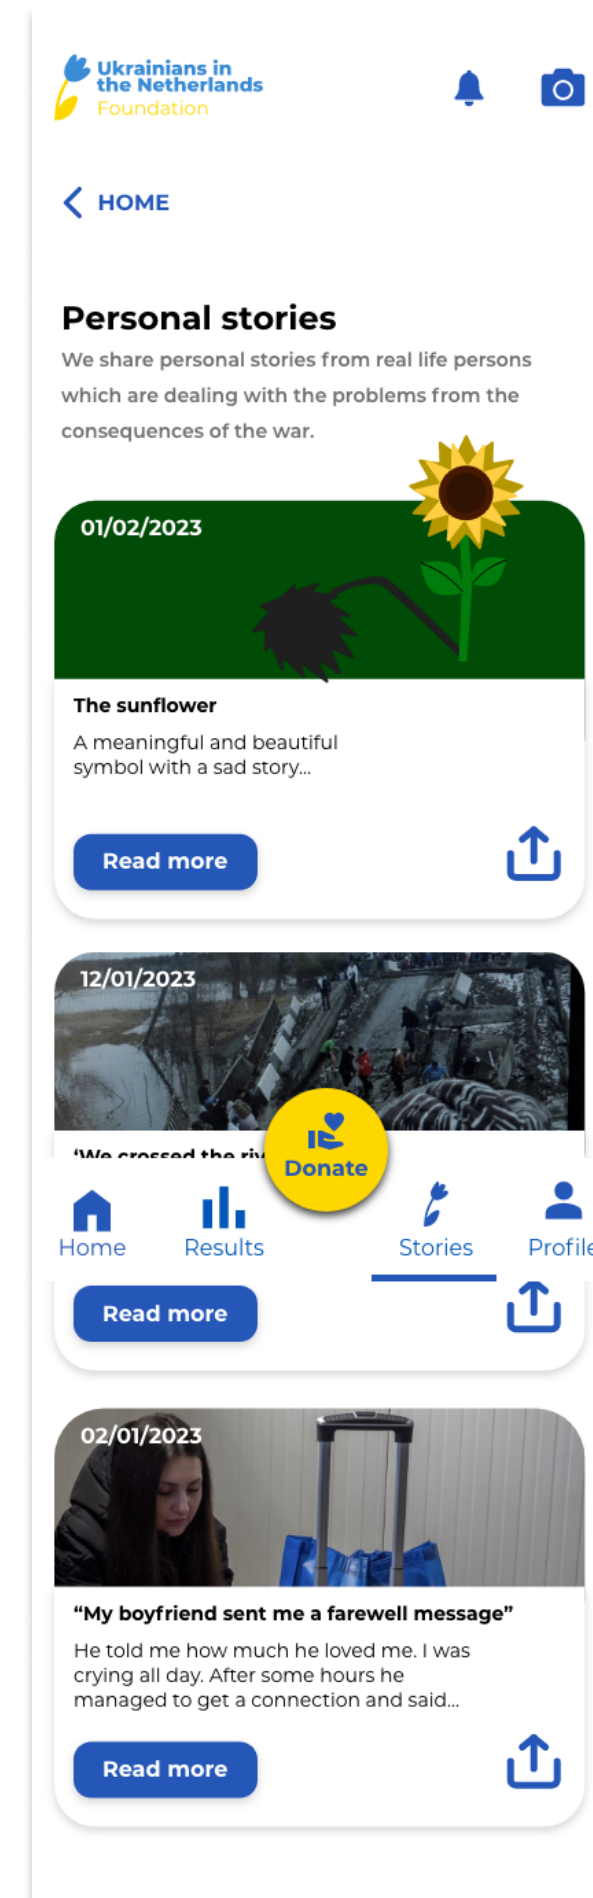 Ukrainians in
the Netherlands
Foundation
HOME
Personal stories
We share personal stories from real life persons
which are dealing with the problems from the
consequences of the war.
01/02/2023
The sunflower
A meaningful and beautiful
symbol with a sad story...
Read more
12/01/2023
‘We crossed the
Donate
Home
Results
Stories
Profile
Read more
02/01/2023
“My boyfriend sent me a farewell message”
He told me how much he loved me. I was
crying all day. After some hours he
managed to get a connection and said...
Read more